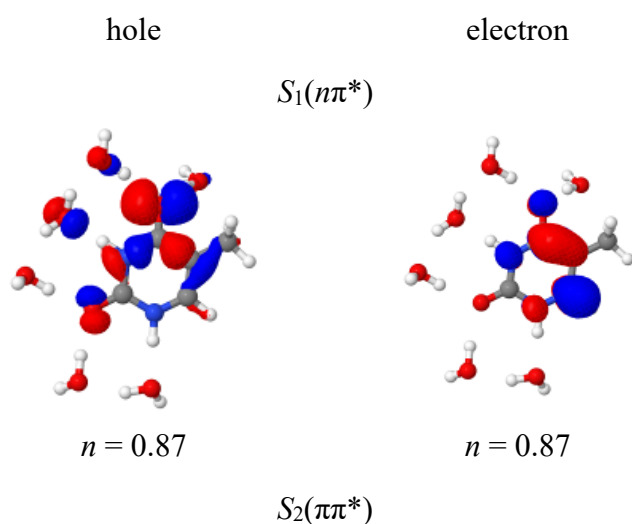 hole electron
S₁(nπ*)
n = 0.87 n = 0.87
S₂(ππ*)